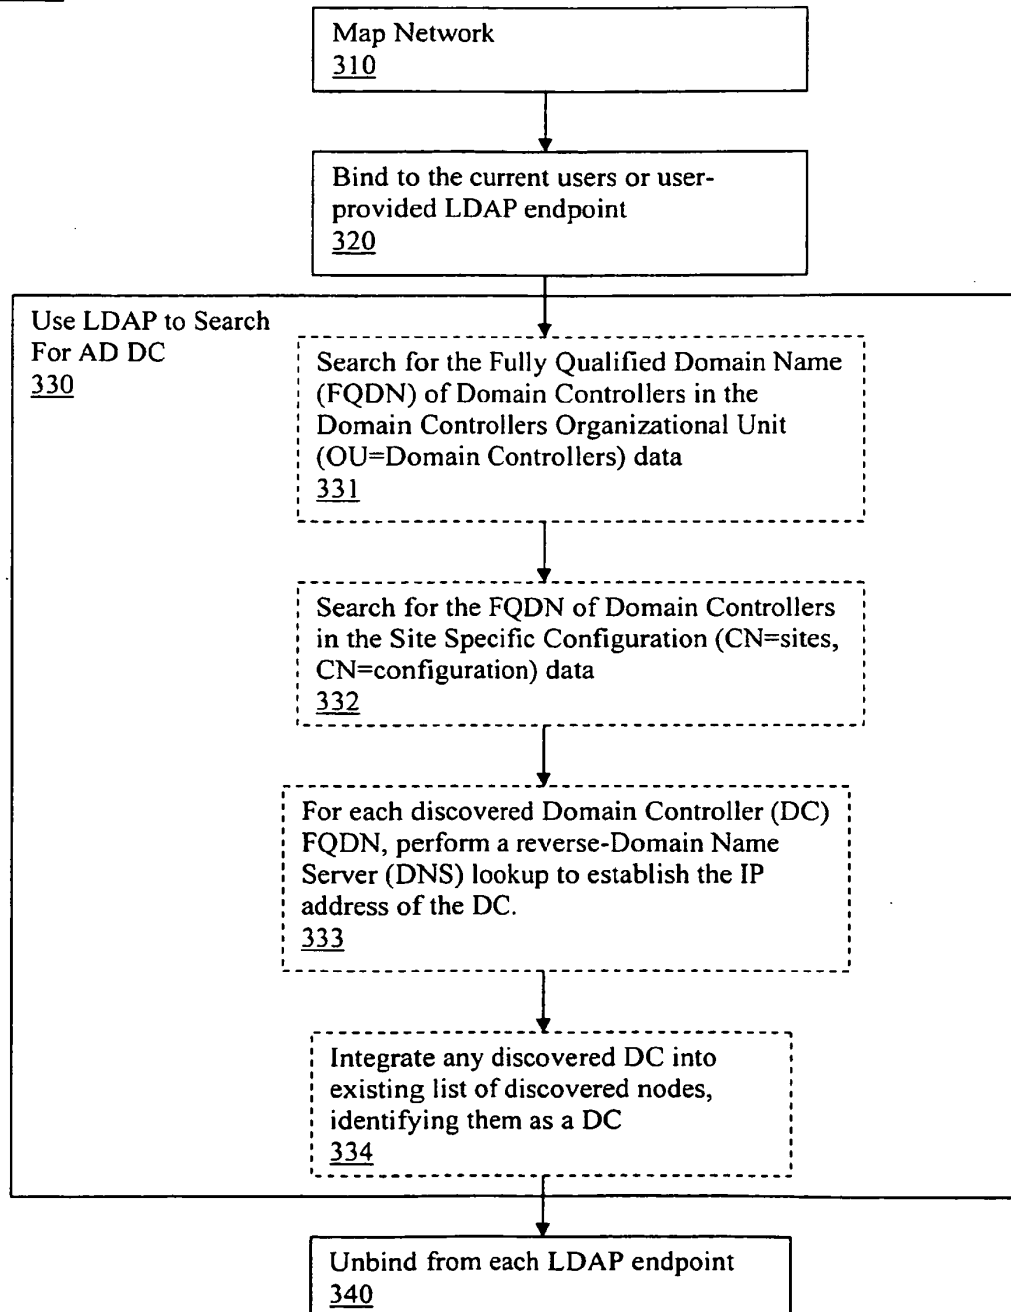 Map Network
310
Bind to the current users or user-
provided LDAP endpoint
320
Use LDAP to Search
For AD DC
330
Search for the Fully Qualified Domain Name
(FQDN) of Domain Controllers in the
Domain Controllers Organizational Unit
(OU=Domain Controllers) data
331
Search for the FQDN of Domain Controllers
in the Site Specific Configuration (CN=sites,
CN=configuration) data
332
For each discovered Domain Controller (DC)
FQDN, perform a reverse-Domain Name
Server (DNS) lookup to establish the IP
address of the DC.
333
Integrate any discovered DC into
existing list of discovered nodes,
identifying them as a DC
334
Unbind from each LDAP endpoint
340